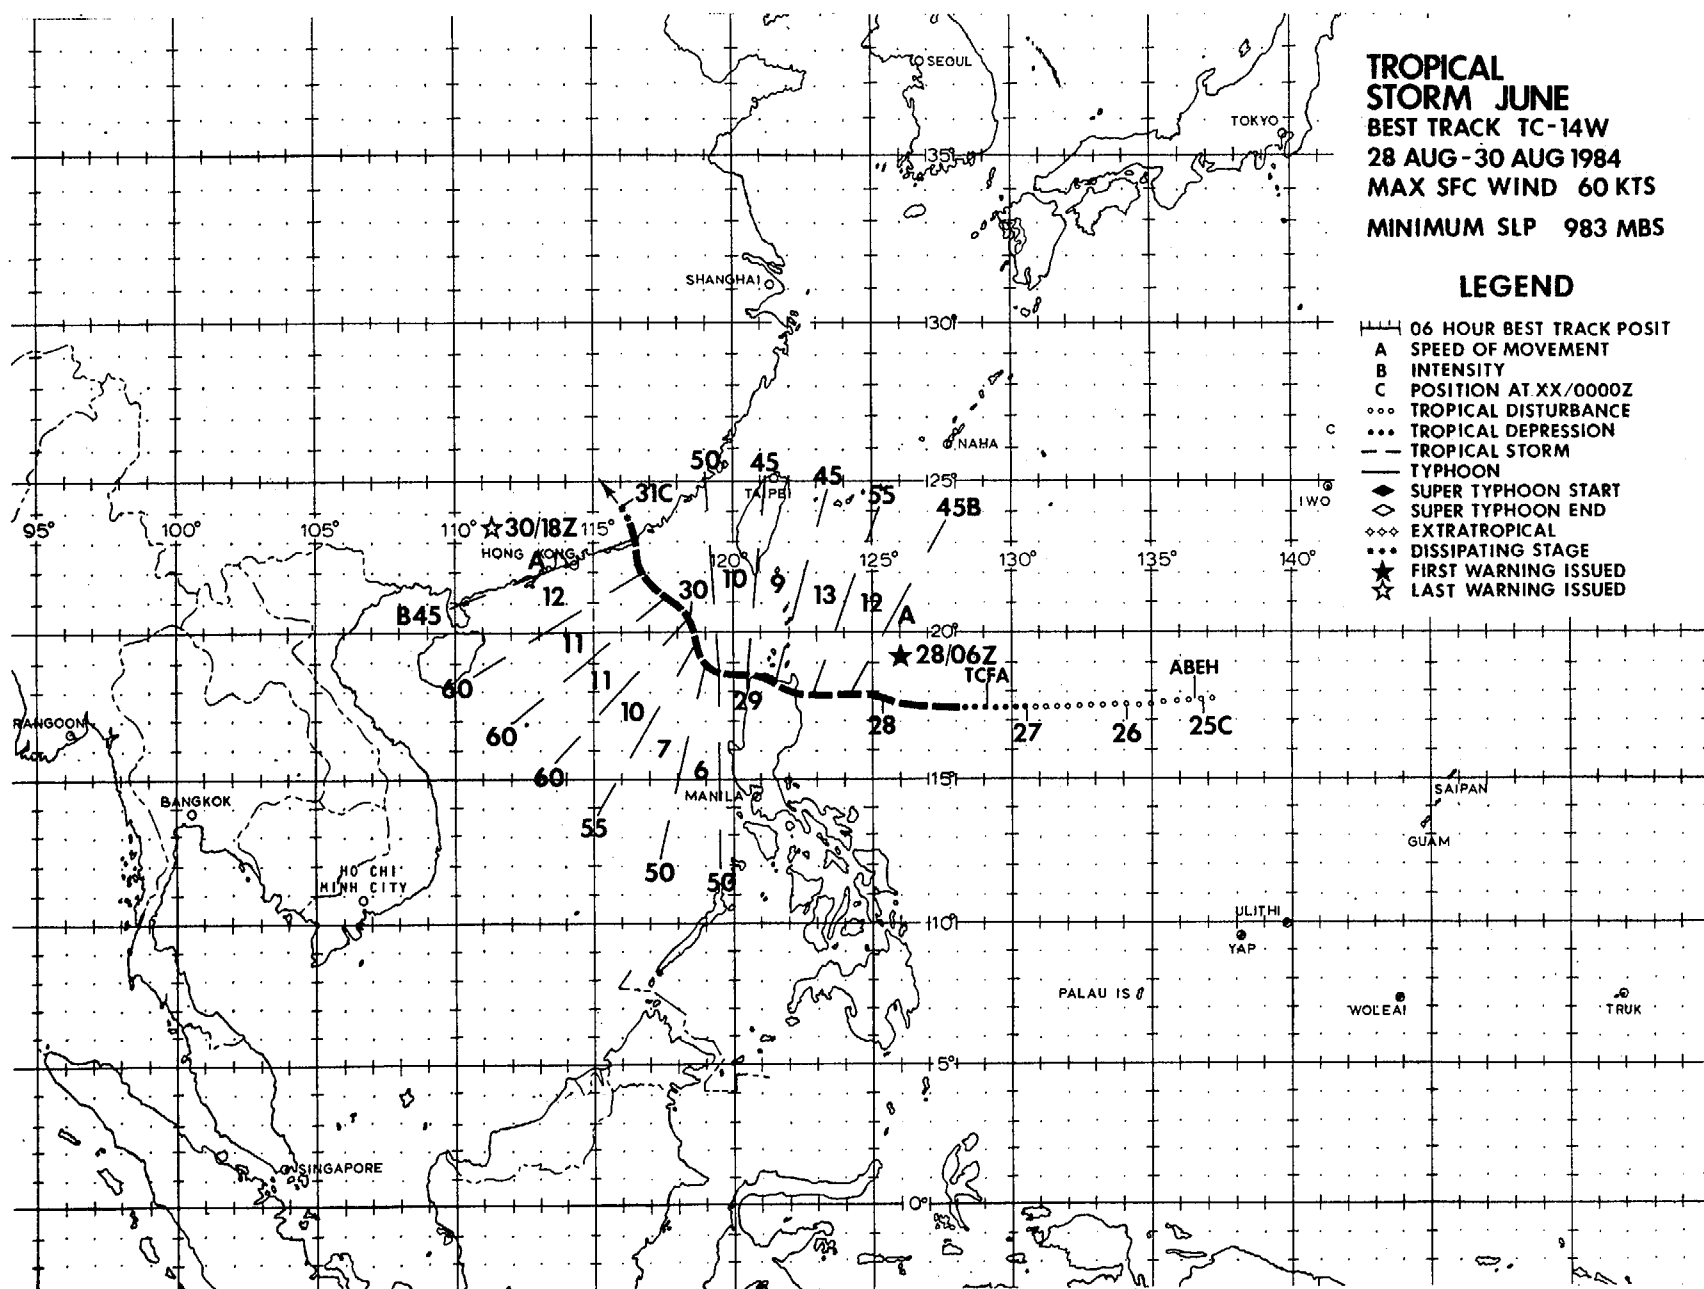 TROPICAL
STORM JUNE
BEST TRACK TC-14W
28 AUG-30 AUG 1984
MAX SFC WIND 60 KTS
MINIMUM SLP 983 MBS
LEGEND
06 HOUR BEST TRACK POSIT
A SPEED OF MOVEMENT
B INTENSITY
C POSITION AT XX/0000Z
TROPICAL DISTURBANCE
TROPICAL DEPRESSION
TROPICAL STORM
TYPHOON
SUPER TYPHOON START
SUPER TYPHOON END
EXTRATROPICAL
DISSIPATING STAGE
FIRST WARNING ISSUED
LAST WARNING ISSUED
SEOUL
TOKYO
35°
SHANGHAI
30°
C
NAHA
50 45 45 55 45B
31C
TAIPEI
25°
IWO
95° 100° 105° 110° 30/18Z 115° 120° 125° 130° 135° 140°
HONG KONG
A
12 30 10 9 13 12 A
B45
20°
11
28/06Z
TCFA
ABEH
60 11 29 28 27 26 25C
10
RANGOON
60 7
60 6
15°
MANILA
SAIPAN
BANGKOK
GUAM
55
HO CHI
MINH CITY
50 50
10°
ULITHI
YAP
PALAU IS
WOLEAI
TRUK
5°
SINGAPORE
0°